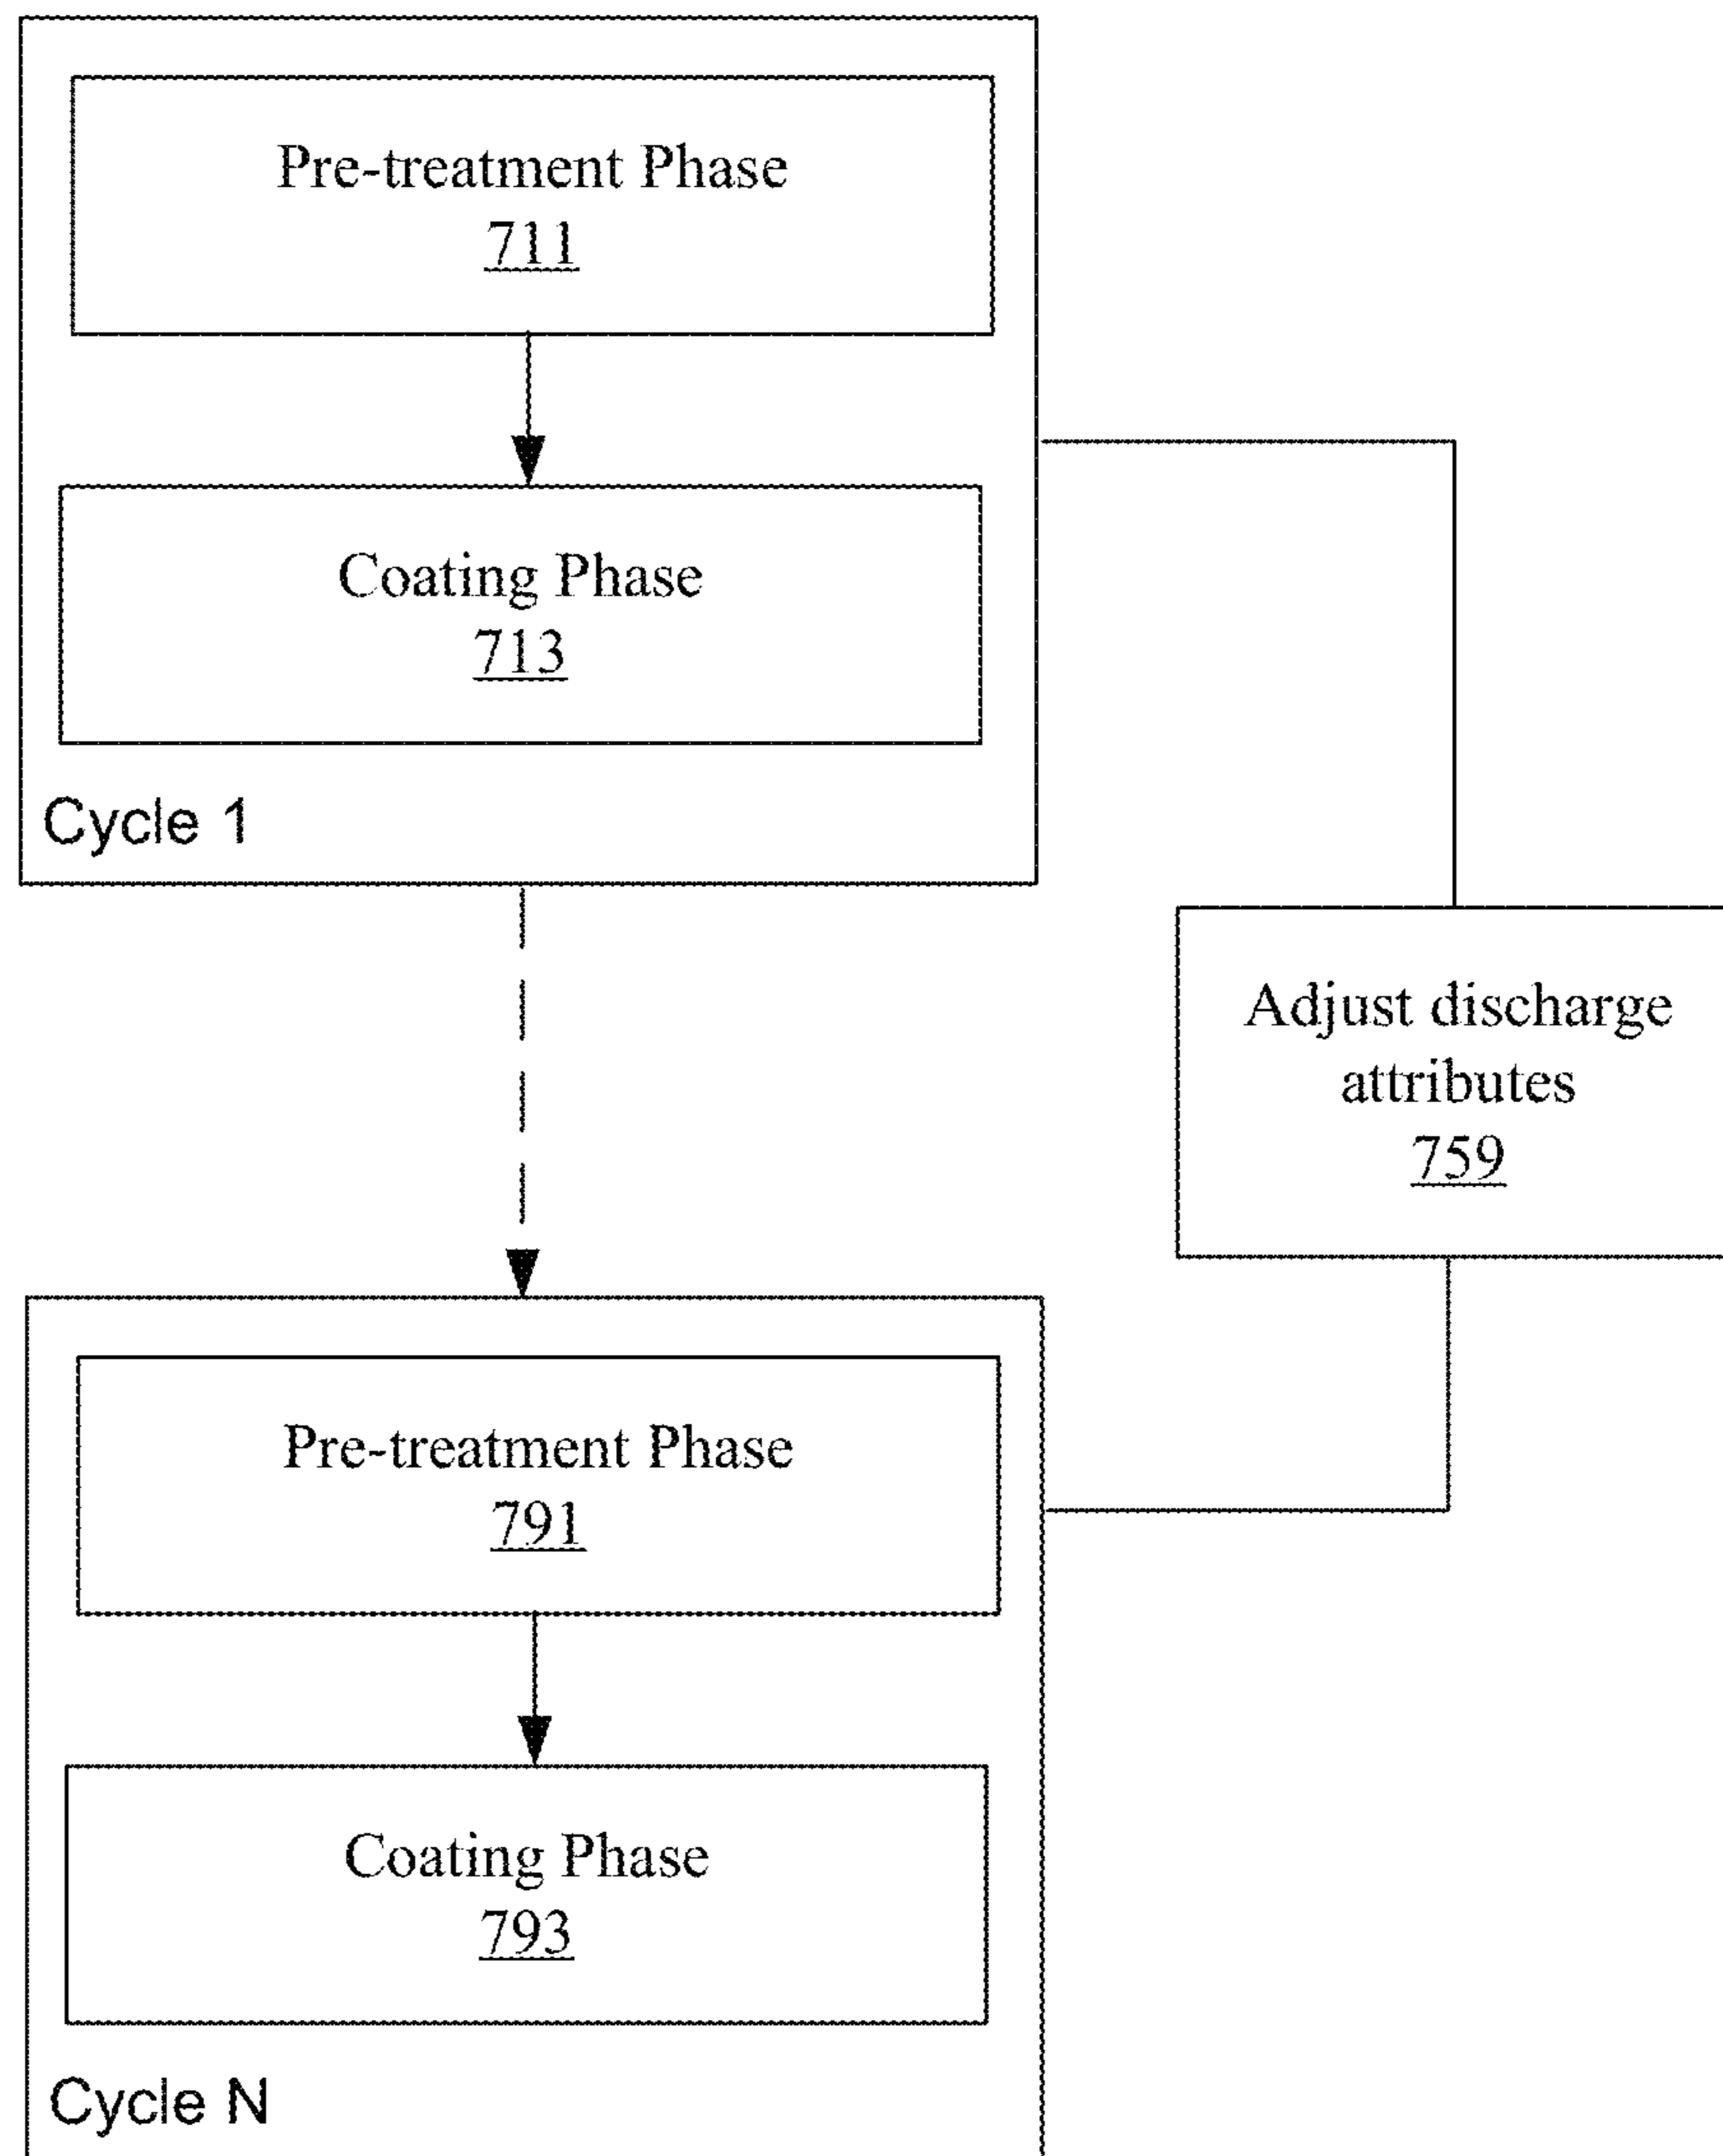 Pre-treatment Phase
711
Coating Phase
713
Cycle 1
Adjust discharge
attributes
759
Pre-treatment Phase
791
Coating Phase
793
Cycle N